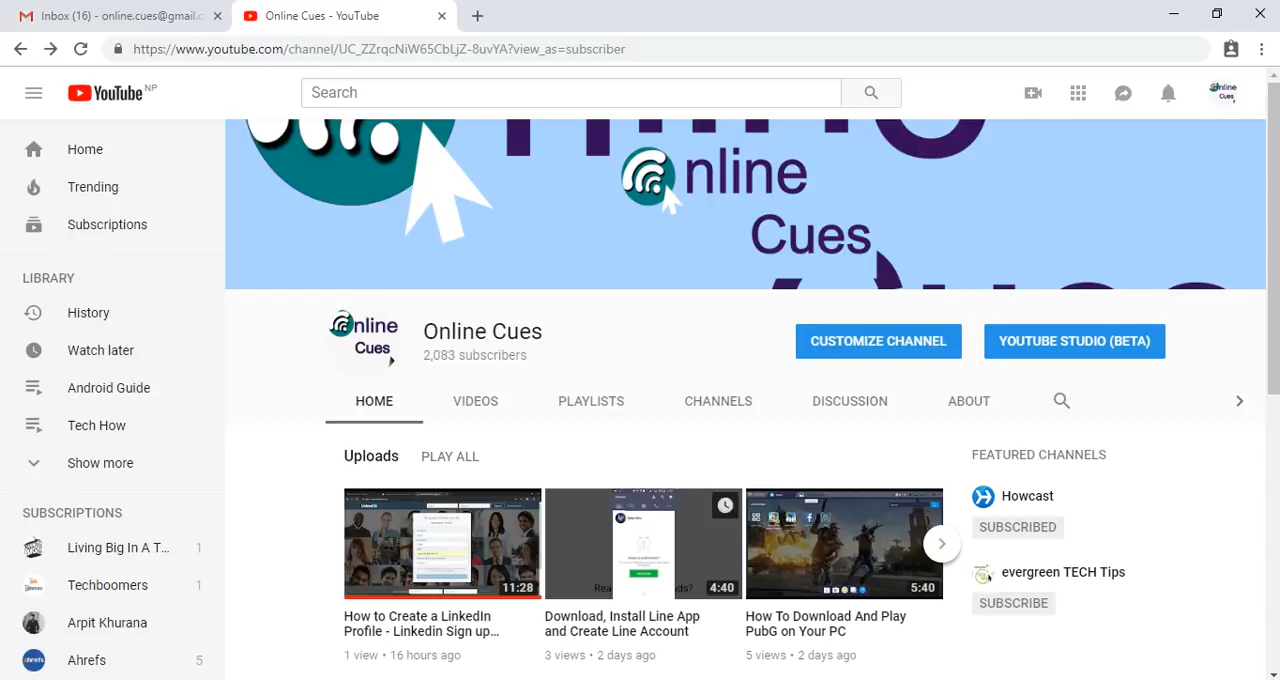 Inbox (16) - online.cues@gmail.c
Online Cues - YouTube
https://www.youtube.com/channel/UC_ZZrqcNiW65CbLjZ-8uvYA?view_as=subscriber
YouTube NP
Search
Online
Cues
nline
Cues
Home
Trending
Subscriptions
LIBRARY
History
Watch later
Android Guide
Tech How
Show more
SUBSCRIPTIONS
Living Big In A T... 1
Techboomers 1
Arpit Khurana
Ahrefs 5
Online
Cues
Online Cues
2,083 subscribers
CUSTOMIZE CHANNEL
YOUTUBE STUDIO (BETA)
HOME VIDEOS PLAYLISTS CHANNELS DISCUSSION ABOUT
Uploads PLAY ALL
11:28
4:40
5:40
How to Create a LinkedIn
Profile - Linkedin Sign up...
1 view • 16 hours ago
Download, Install Line App
and Create Line Account
3 views • 2 days ago
How To Download And Play
PubG on Your PC
5 views • 2 days ago
FEATURED CHANNELS
Howcast
SUBSCRIBED
evergreen TECH Tips
SUBSCRIBE